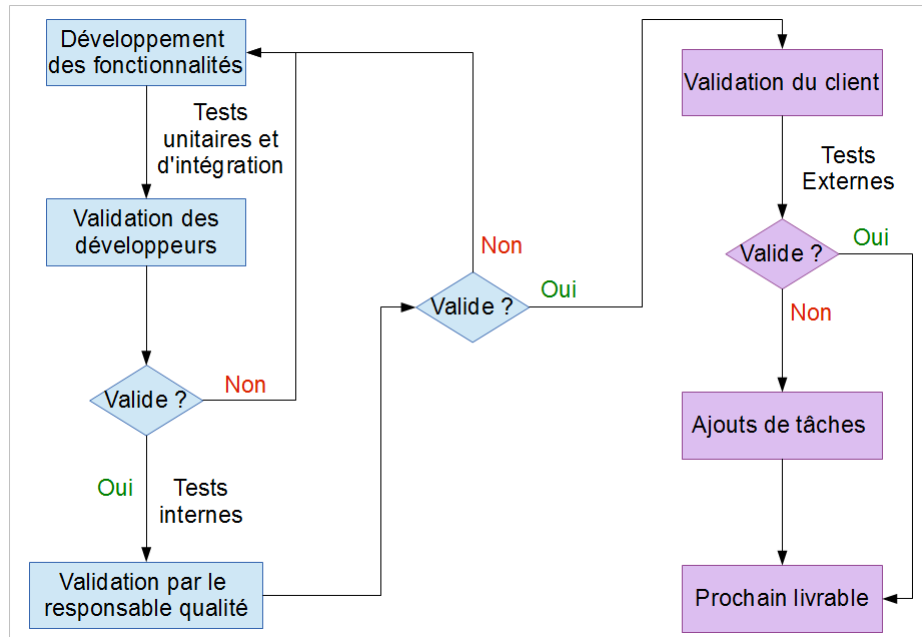 Développement
des fonctionnalités
Tests
unitaires et
d'intégration
Validation des
développeurs
Valide ?
Non
Oui
Tests
internes
Validation par le
responsable qualité
Non
Valide ?
Oui
Validation du client
Tests
Externes
Valide ?
Oui
Non
Ajouts de tâches
Prochain livrable